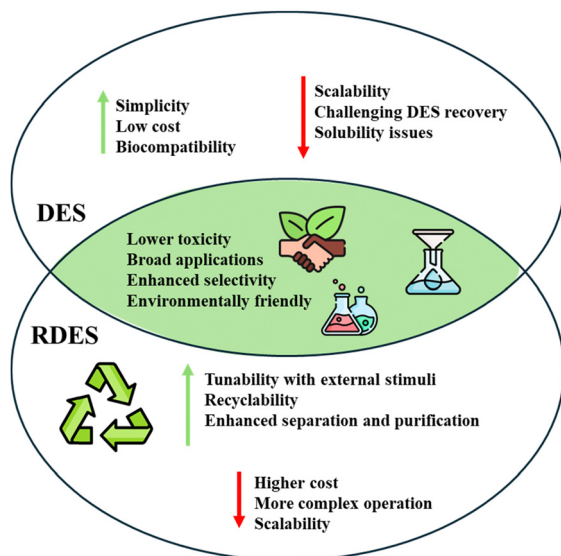 Simplicity
Low cost
Biocompatibility
Scalability
Challenging DES recovery
Solubility issues
DES
Lower toxicity
Broad applications
Enhanced selectivity
Environmentally friendly
RDES
Tunability with external stimuli
Recyclability
Enhanced separation and purification
Higher cost
More complex operation
Scalability